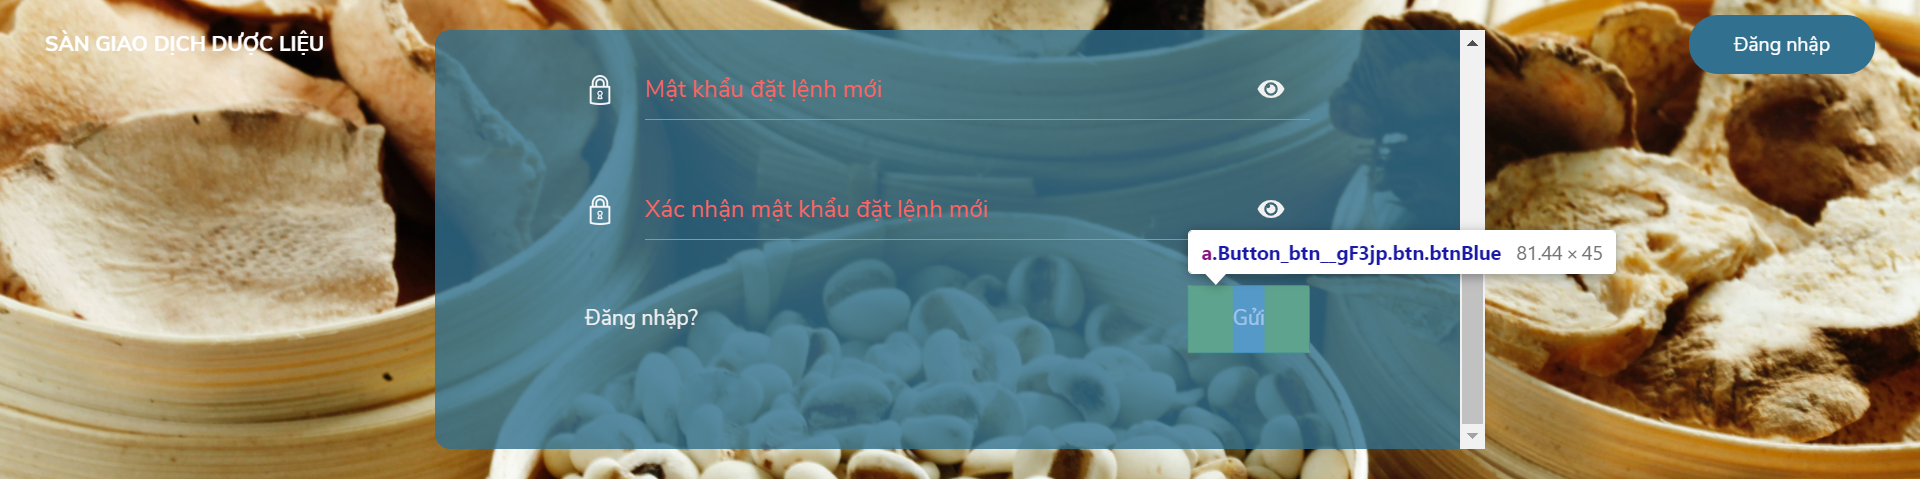 SÀN GIAO DỊCH DƯỢC LIỆU
Đăng nhập
Mật khẩu đặt lệnh mới
Xác nhận mật khẩu đặt lệnh mới
a.Button_btn__gF3jp.btn.btnBlue 81.44 × 45
Đăng nhập?
Gửi